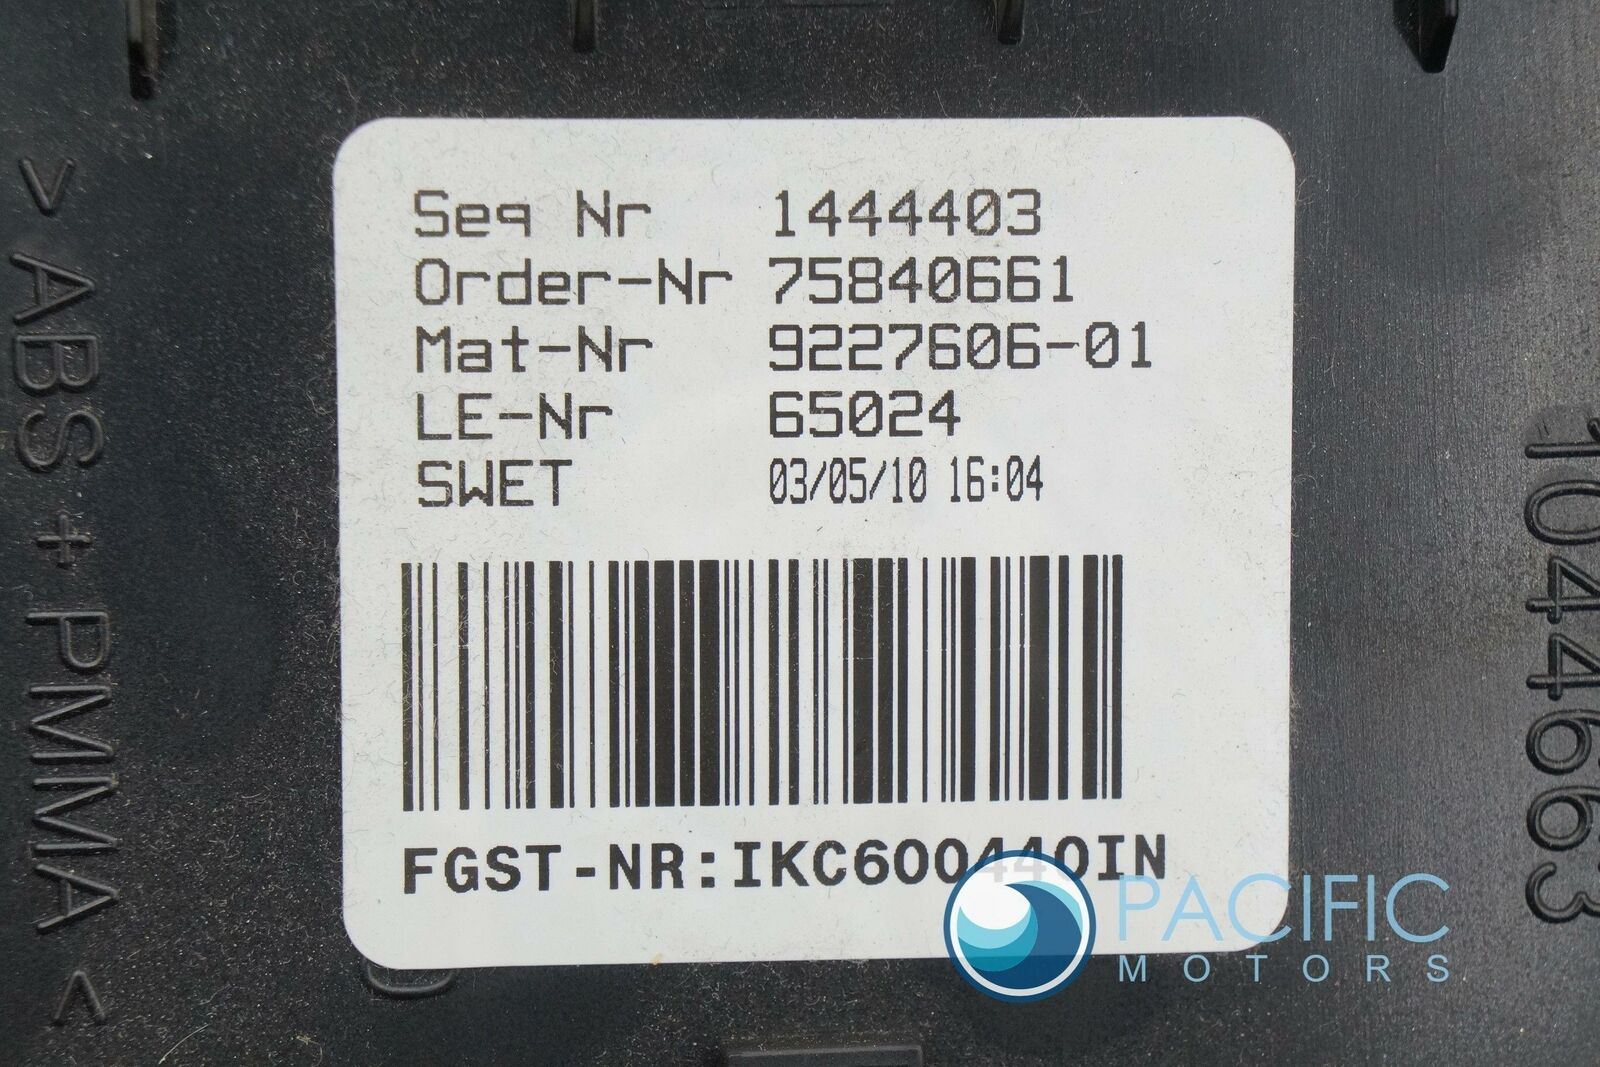 Seq Nr 1444403
Order-Nr 75840661
Mat-Nr 9227606-01
LE-Nr 65024
SWET 03/05/10 16:04
FGST-NR:IKC600440IN
>ABS+PMMA<
1044663
PACIFIC
MOTORS